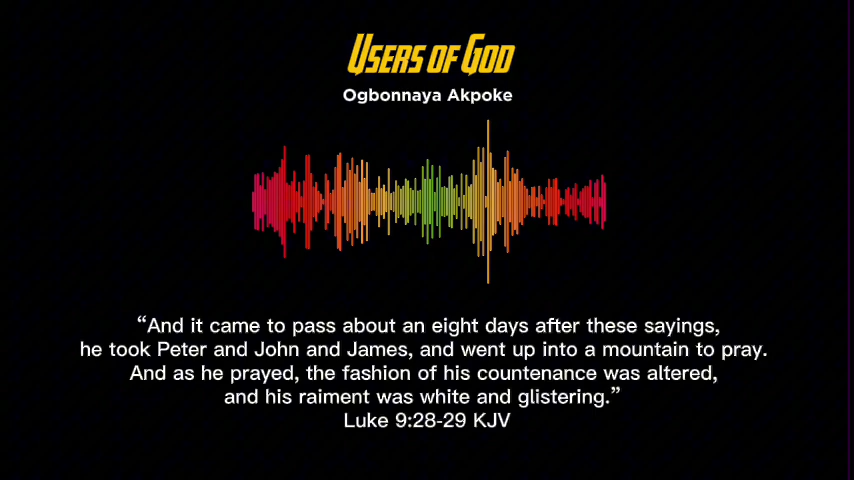 USERS OF GOD
Ogbonnaya Akpoke
“And it came to pass about an eight days after these sayings,
he took Peter and John and James, and went up into a mountain to pray.
And as he prayed, the fashion of his countenance was altered,
and his raiment was white and glistering.”
Luke 9:28-29 KJV